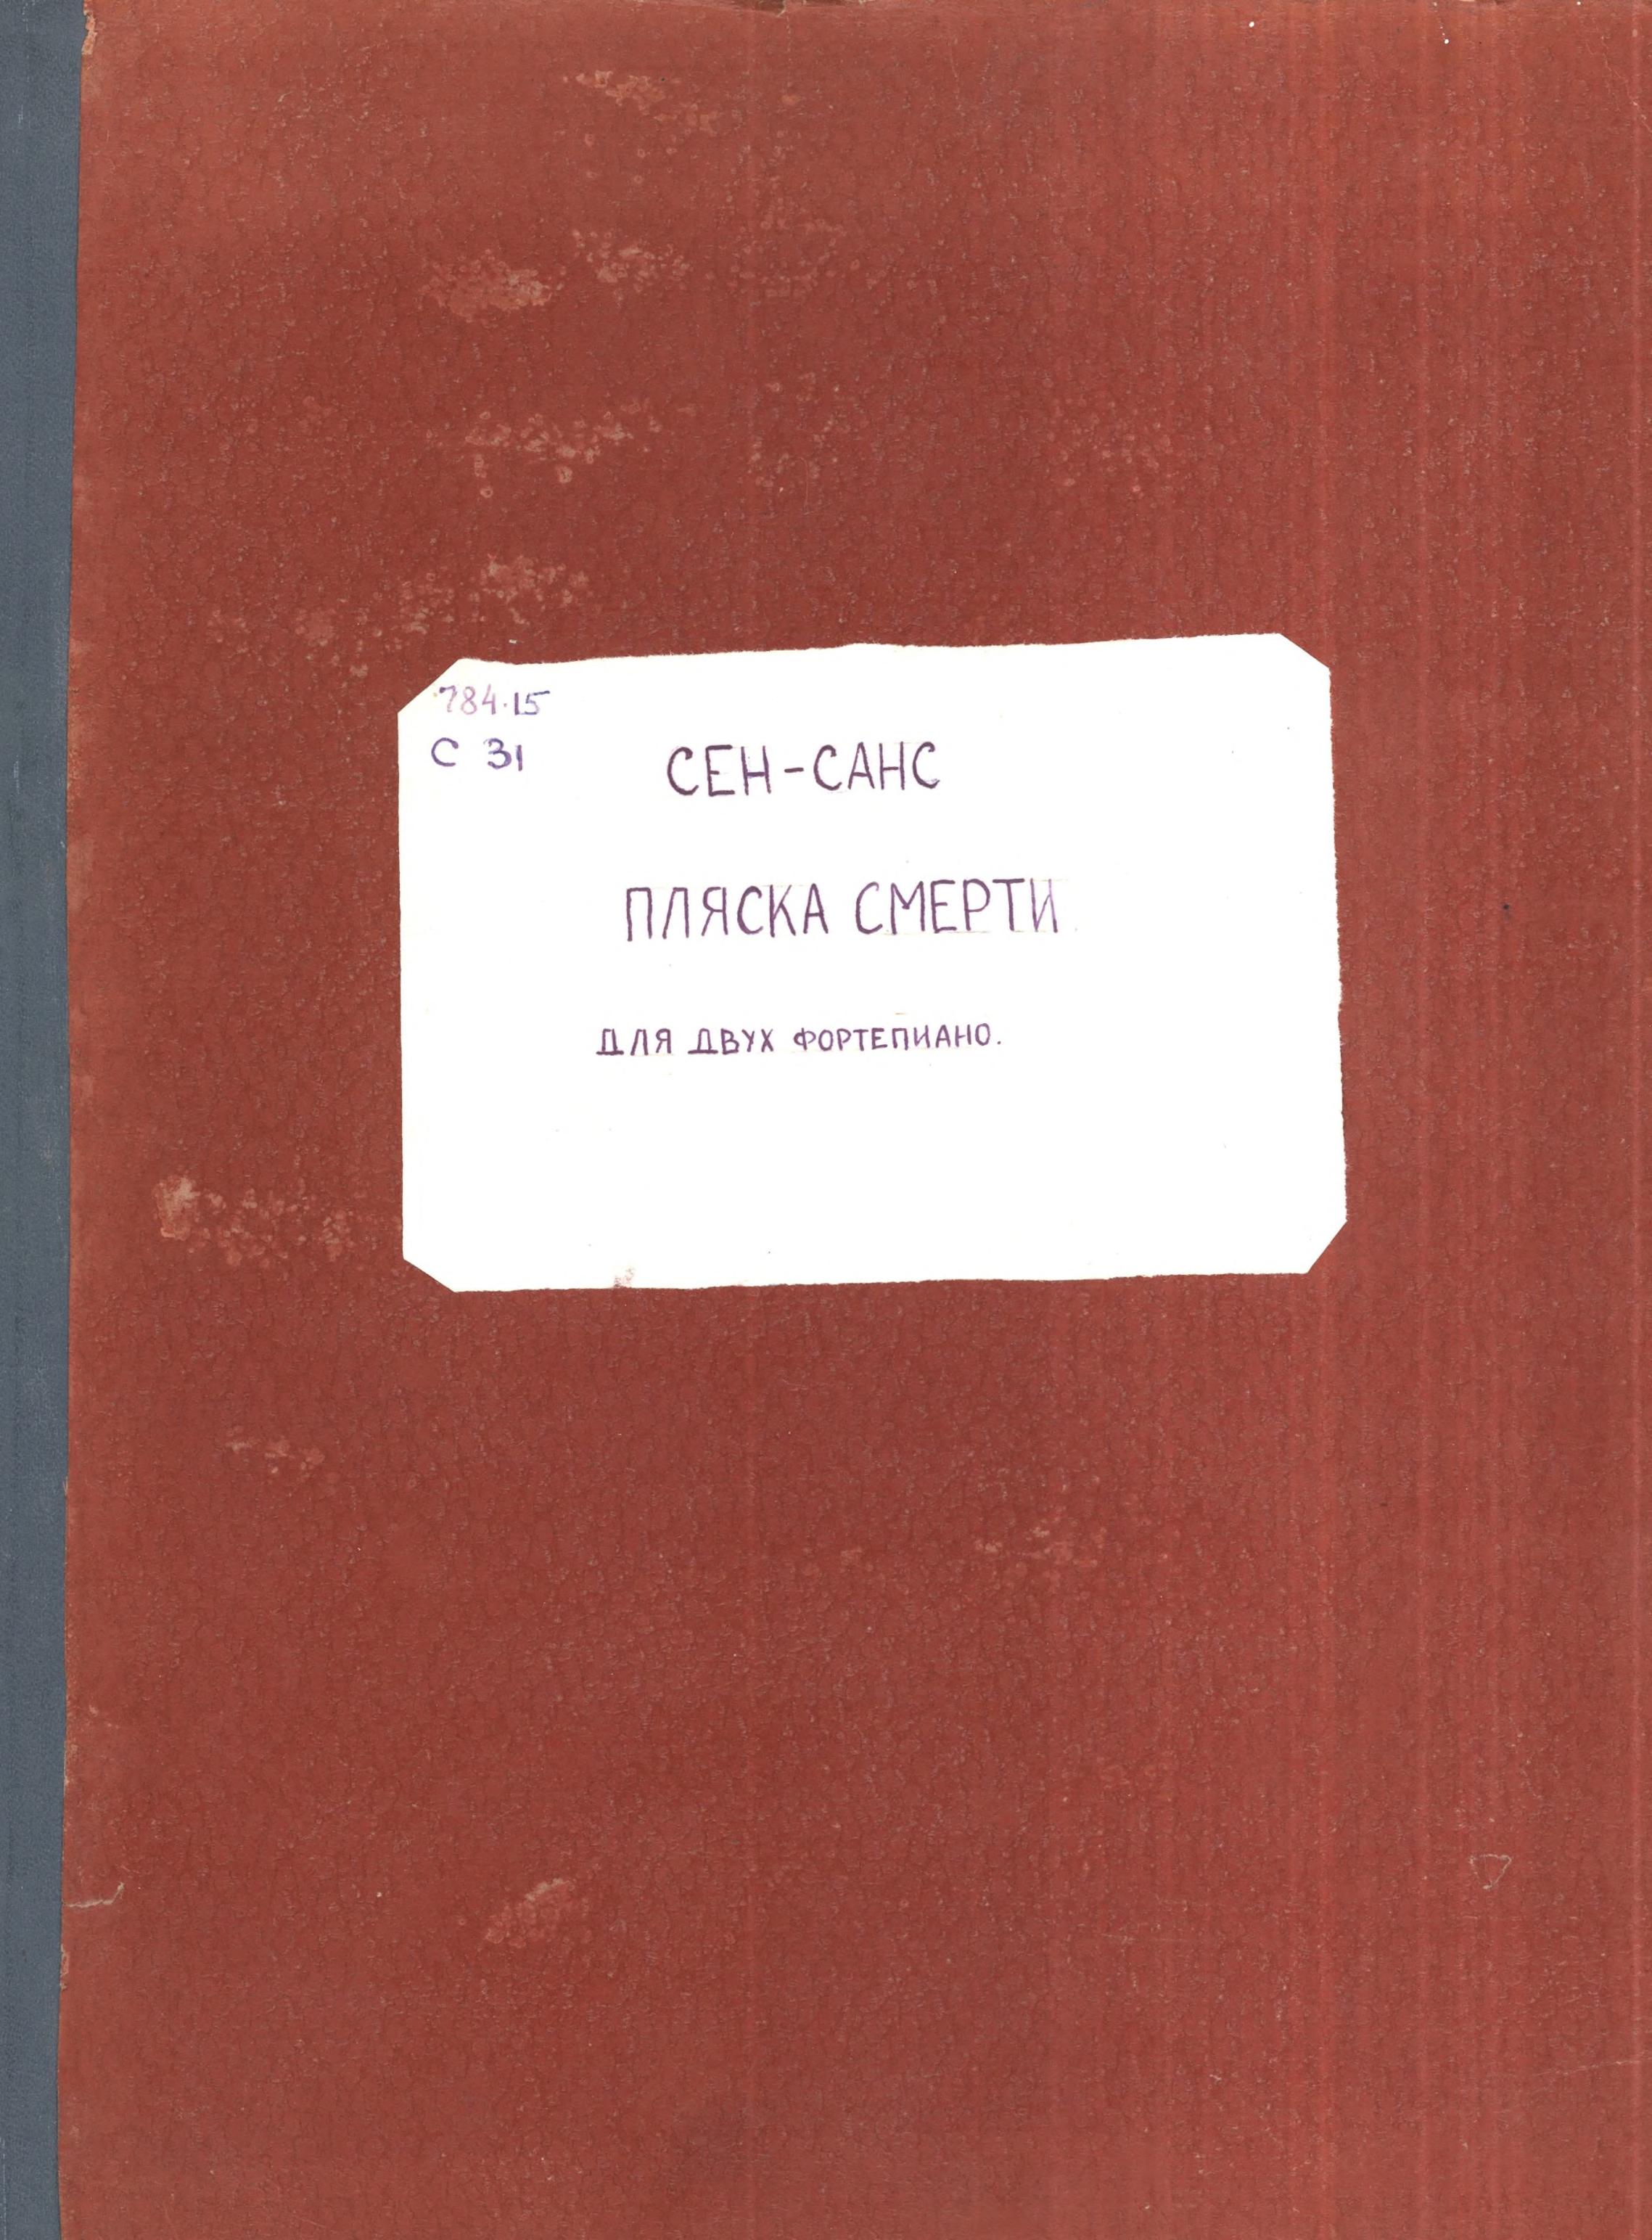 784.15
С 31
СЕН-САНС
ПЛЯСКА СМЕРТИ
ДЛЯ ДВУХ ФОРТЕПИАНО.